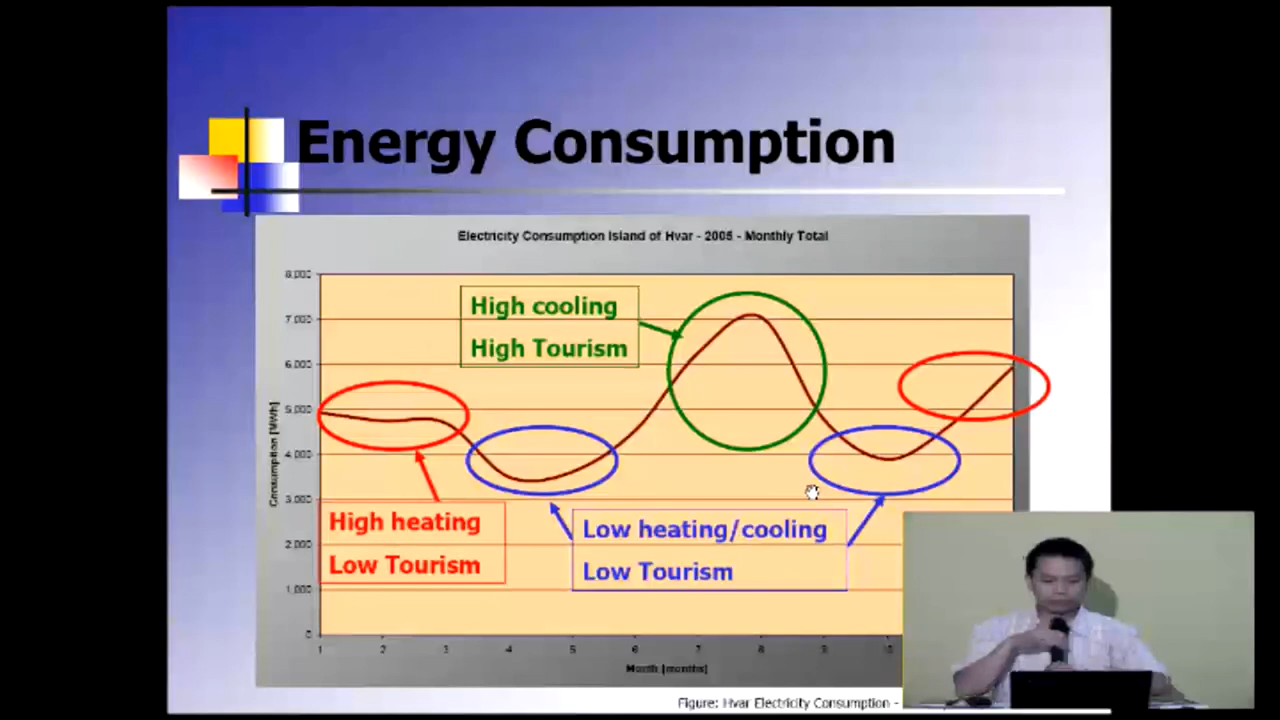 Energy Consumption
Electricity Consumption Island of Hvar - 2005 - Monthly Total
8,000
7,000
6,000
5,000
4,000
3,000
2,000
1,000
0
Consumption [MWh]
High cooling
High Tourism
High heating
Low Tourism
Low heating/cooling
Low Tourism
1 2 3 4 5 6 7 8 9 10
Month [months]
Figure: Hvar Electricity Consumption -